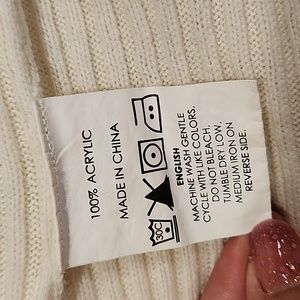 100% ACRYLIC
MADE IN CHINA
30C
ENGLISH
MACHINE WASH GENTLE
CYCLE WITH LIKE COLORS.
DO NOT BLEACH.
TUMBLE DRY LOW.
MEDIUM IRON ON
REVERSE SIDE.